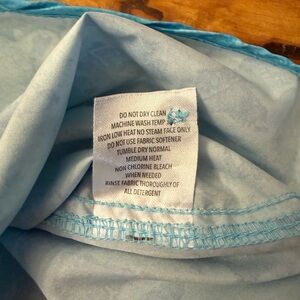 DO NOT DRY CLEAN
MACHINE WASH TEMP
IRON LOW HEAT NO STEAM FACE ONLY
DO NOT USE FABRIC SOFTENER
TUMBLE DRY NORMAL
MEDIUM HEAT
NON CHLORINE BLEACH
WHEN NEEDED
RINSE FABRIC THOROUGHLY OF
ALL DETERGENT